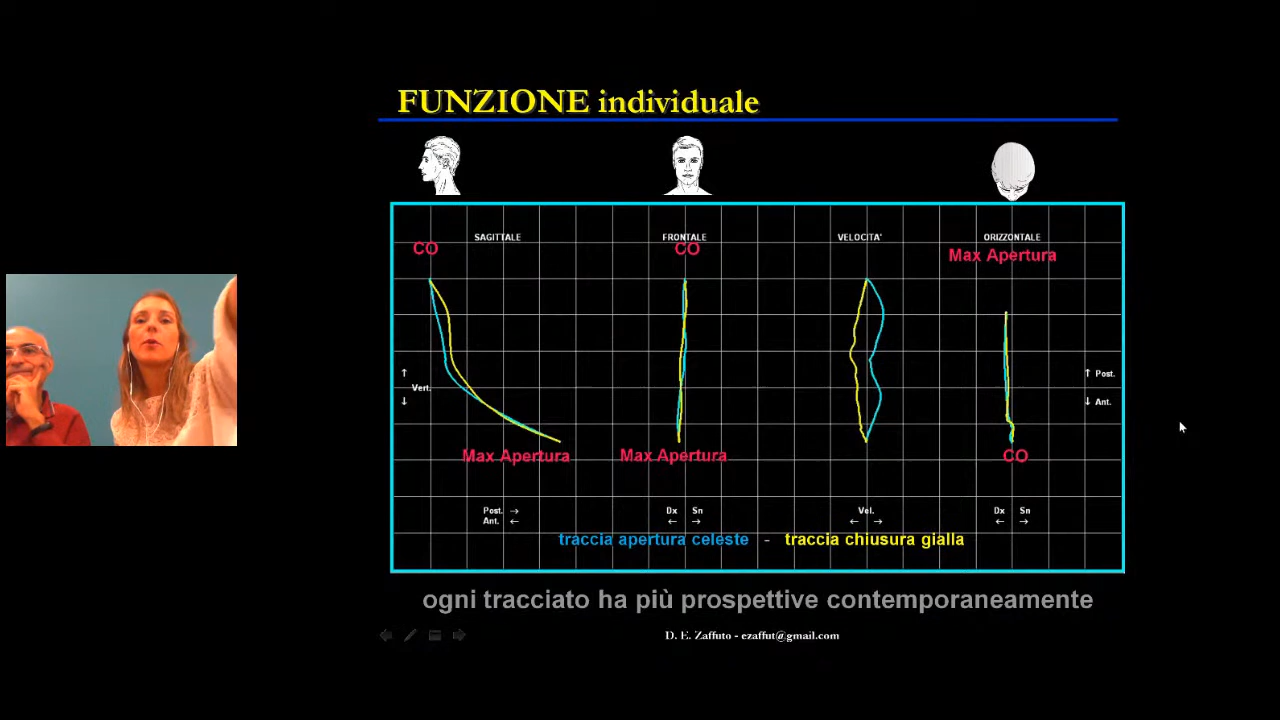 FUNZIONE individuale
SAGITTALE FRONTALE VELOCITA' ORIZZONTALE
CO CO Max Apertura
↑ Vert. ↓
↑ Post.
↓ Ant.
Max Apertura Max Apertura CO
Post. → Dx Sn Vel. Dx Sn
Ant. ← ← → ← → ← →
traccia apertura celeste - traccia chiusura gialla
ogni tracciato ha più prospettive contemporaneamente
D. E. Zaffuto - ezaffut@gmail.com